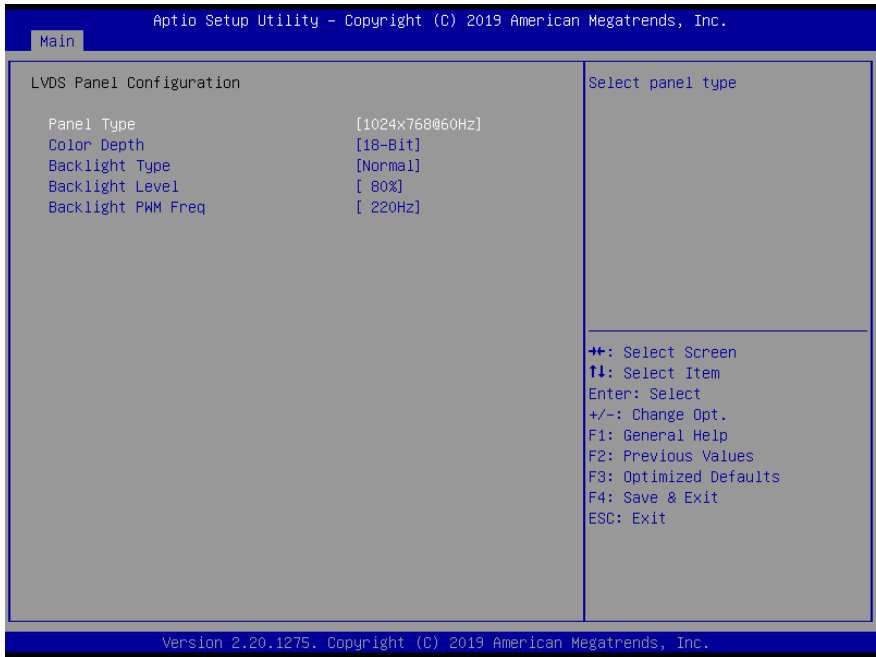 Aptio Setup Utility – Copyright (C) 2019 American Megatrends, Inc.
Main
LVDS Panel Configuration
Panel Type [1024x768@60Hz]
Color Depth [18-Bit]
Backlight Type [Normal]
Backlight Level [ 80%]
Backlight PWM Freq [ 220Hz]
Select panel type
→←: Select Screen
↑↓: Select Item
Enter: Select
+/-: Change Opt.
F1: General Help
F2: Previous Values
F3: Optimized Defaults
F4: Save & Exit
ESC: Exit
Version 2.20.1275. Copyright (C) 2019 American Megatrends, Inc.